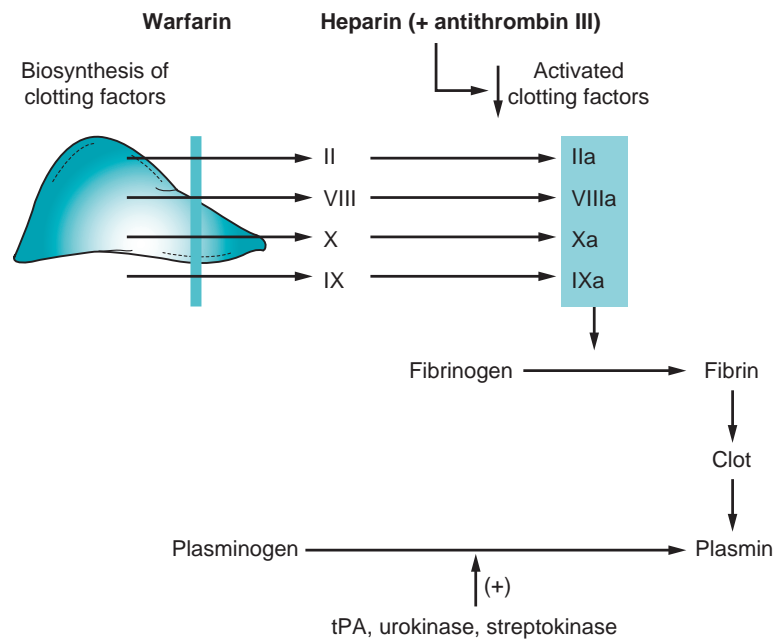 Warfarin
Heparin (+ antithrombin III)
Biosynthesis of
clotting factors
Activated
clotting factors
II
IIa
VIII
VIIIa
X
Xa
IX
IXa
Fibrinogen
Fibrin
Clot
Plasminogen
Plasmin
(+)
tPA, urokinase, streptokinase